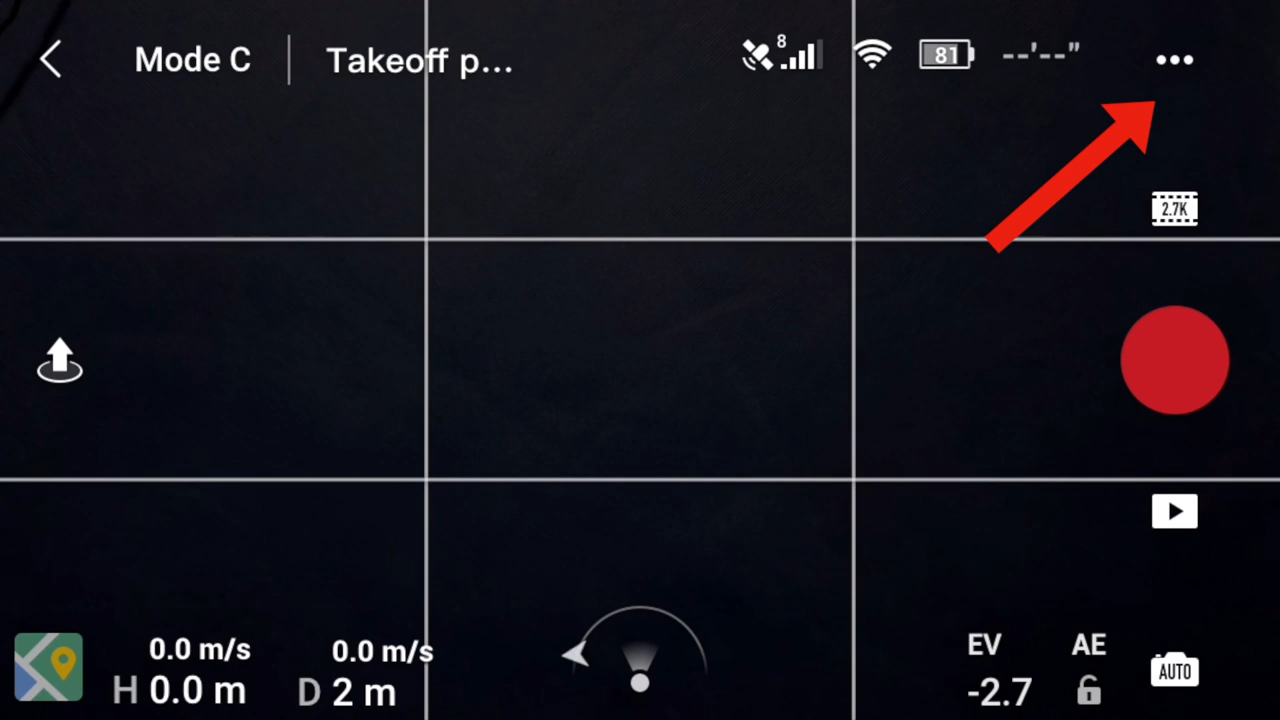 Mode C
Takeoff p...
8
81
--'--"
2.7K
0.0 m/s
0.0 m/s
H 0.0 m
D 2 m
EV
AE
-2.7
AUTO